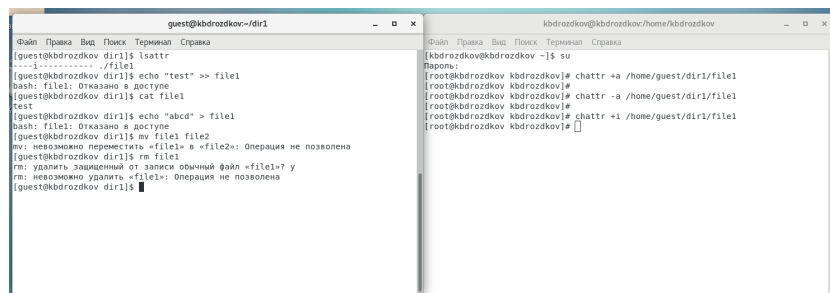 guest@kbdrozdkov:~/dir1
Файл Правка Вид Поиск Терминал Справка
[guest@kbdrozdkov dir1]$ lsattr
----i----------- ./file1
[guest@kbdrozdkov dir1]$ echo "test" >> file1
bash: file1: Отказано в доступе
[guest@kbdrozdkov dir1]$ cat file1
test
[guest@kbdrozdkov dir1]$ echo "abcd" > file1
bash: file1: Отказано в доступе
[guest@kbdrozdkov dir1]$ mv file1 file2
mv: невозможно переместить «file1» в «file2»: Операция не позволена
[guest@kbdrozdkov dir1]$ rm file1
rm: удалить защищенный от записи обычный файл «file1»? y
rm: невозможно удалить «file1»: Операция не позволена
[guest@kbdrozdkov dir1]$
kbdrozdkov@kbdrozdkov:/home/kbdrozdkov
Файл Правка Вид Поиск Терминал Справка
[kbdrozdkov@kbdrozdkov ~]$ su
Пароль:
[root@kbdrozdkov kbdrozdkov]# chattr +a /home/guest/dir1/file1
[root@kbdrozdkov kbdrozdkov]#
[root@kbdrozdkov kbdrozdkov]# chattr -a /home/guest/dir1/file1
[root@kbdrozdkov kbdrozdkov]#
[root@kbdrozdkov kbdrozdkov]# chattr +i /home/guest/dir1/file1
[root@kbdrozdkov kbdrozdkov]#